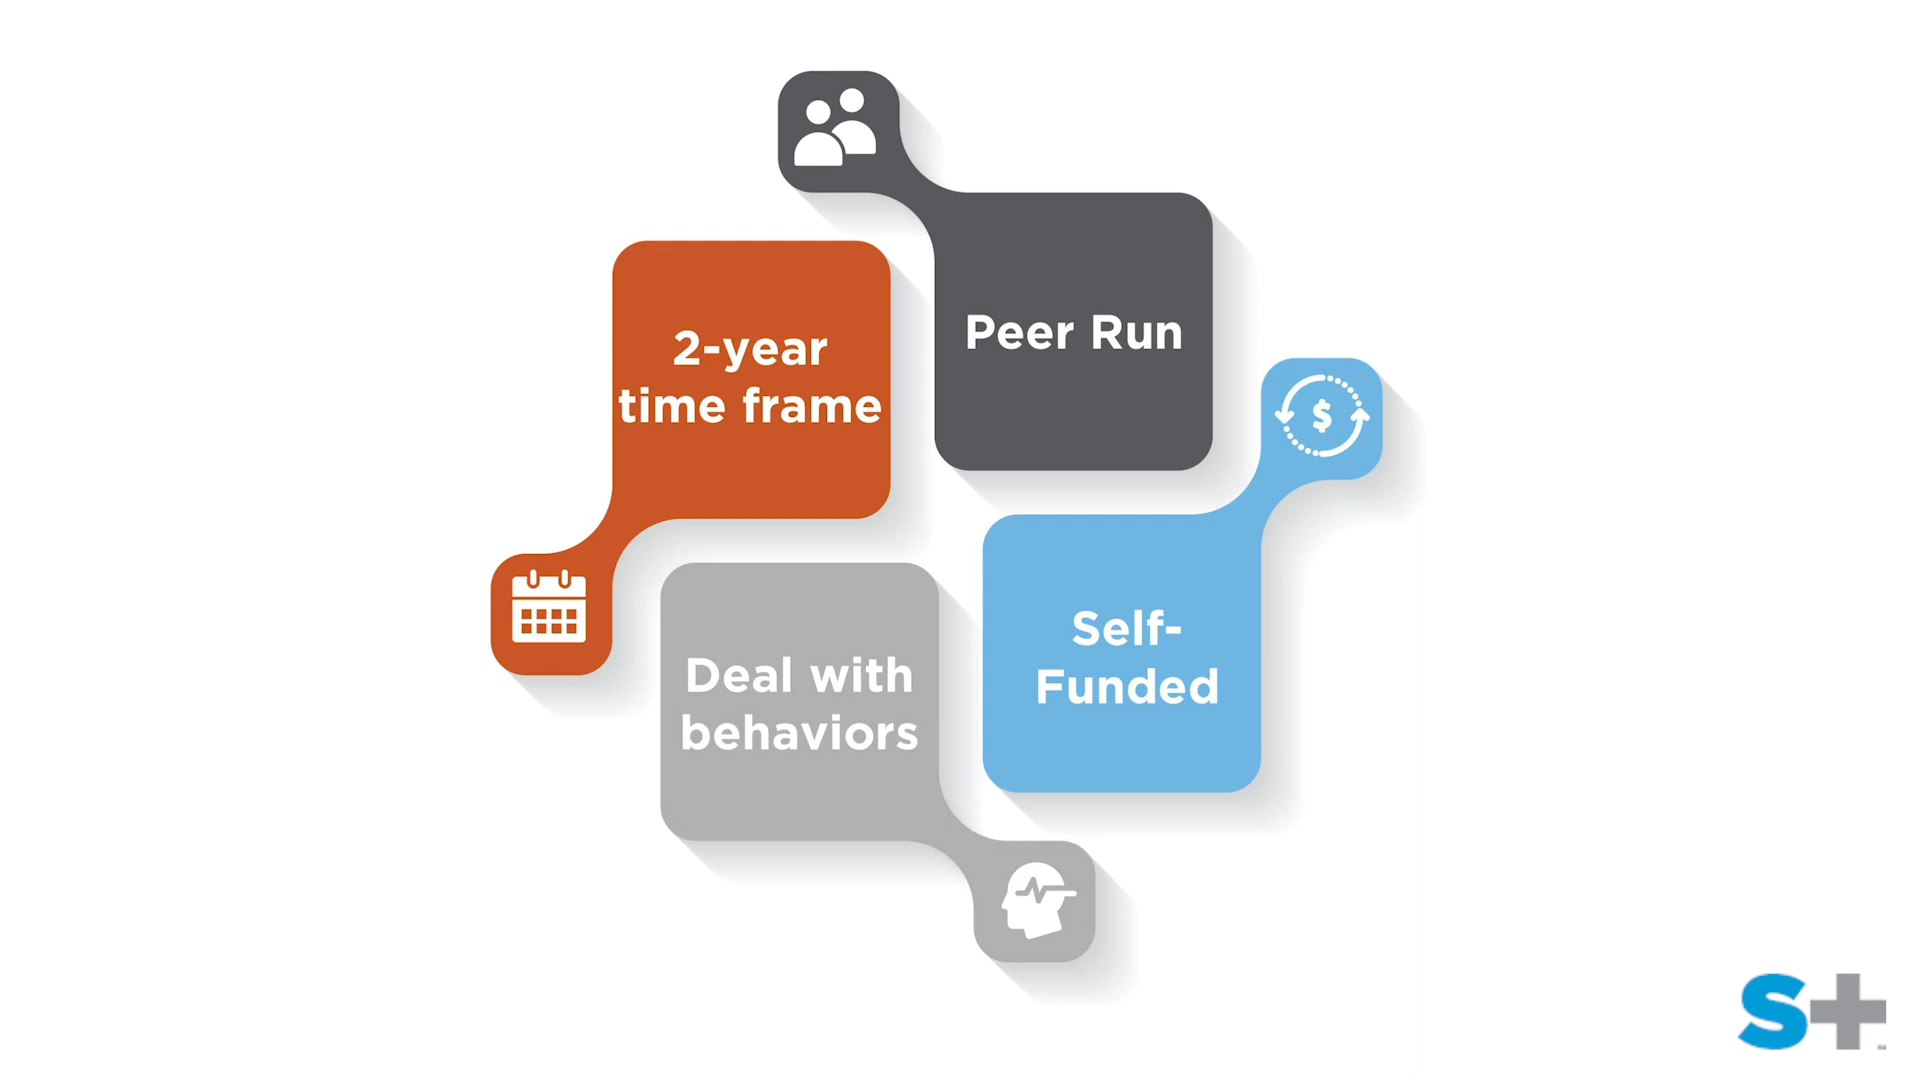 Peer Run
2-year
time frame
$
Self-
Funded
Deal with
behaviors
S+